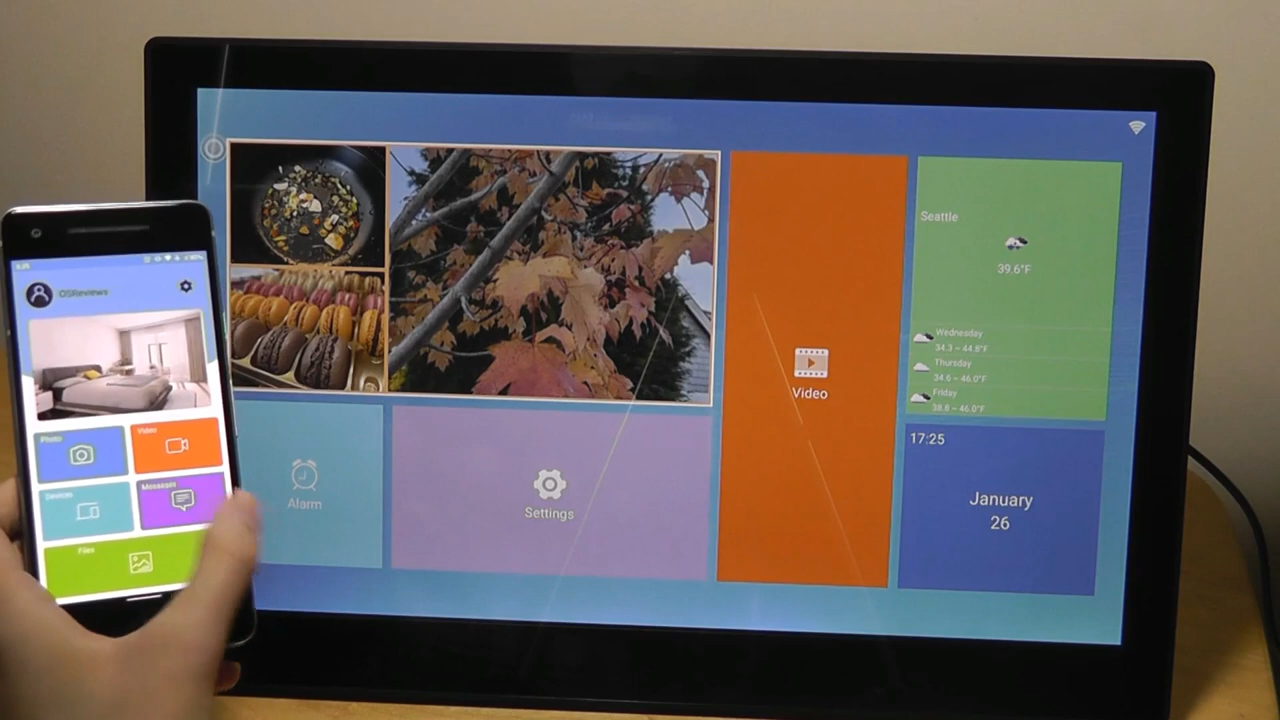 OSReviews
Photo
Video
Devices
Messages
Files
Alarm
Settings
Video
Seattle
39.6°F
Wednesday
34.3 ~ 44.8°F
Thursday
34.6 ~ 46.0°F
Friday
38.8 ~ 46.0°F
17:25
January
26